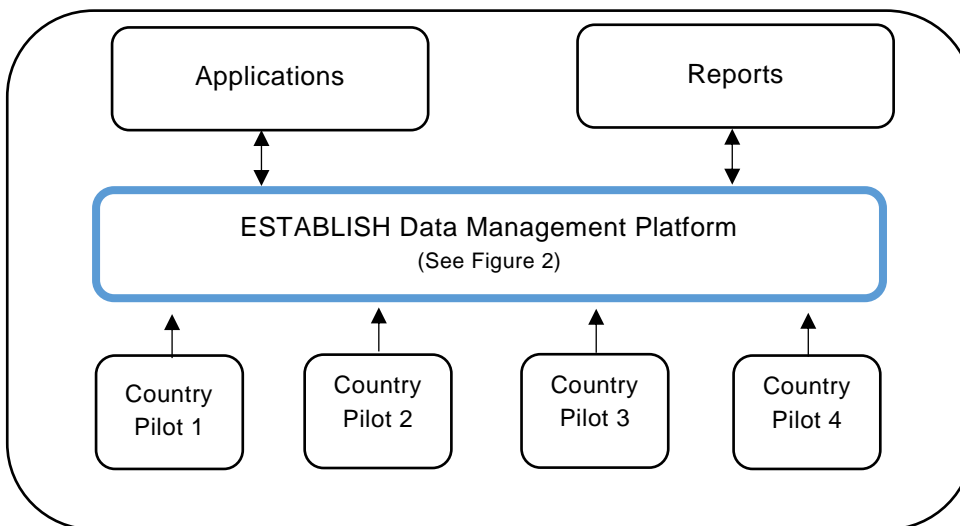 Applications
Reports
ESTABLISH Data Management Platform
(See Figure 2)
Country
Pilot 1
Country
Pilot 2
Country
Pilot 3
Country
Pilot 4